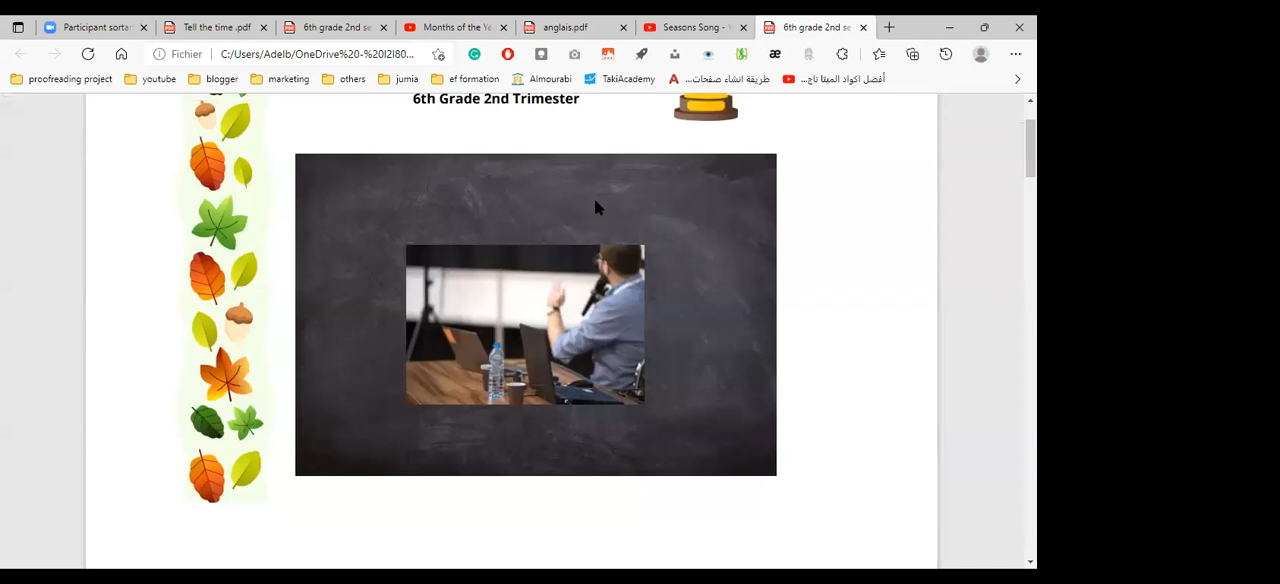 Participant sortar
Tell the time .pdf
6th grade 2nd se
Months of the Ye
anglais.pdf
Seasons Song -
6th grade 2nd se
Fichier
C:/Users/Adelb/OneDrive%20-%20I2I80...
proofreading project
youtube
blogger
marketing
others
jumia
ef formation
Almourabi
TakiAcademy
طريقة انشاء صفحات...
أفضل اكواد الميتا تاج...
6th Grade 2nd Trimester